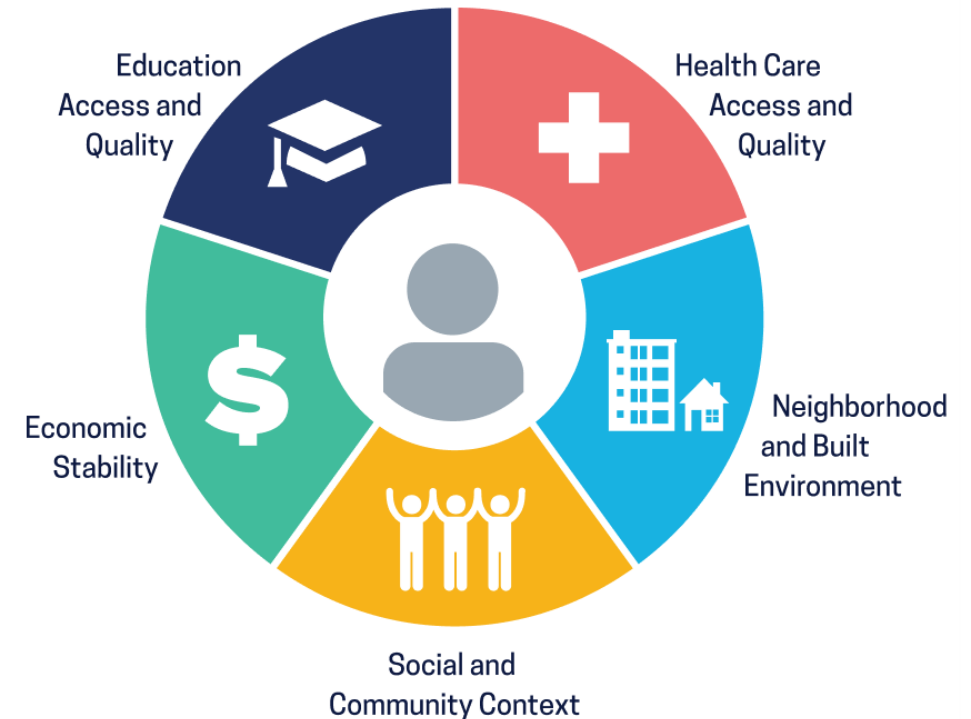 Education
Access and
Quality
Health Care
Access and
Quality
Economic
Stability
Neighborhood
and Built
Environment
Social and
Community Context